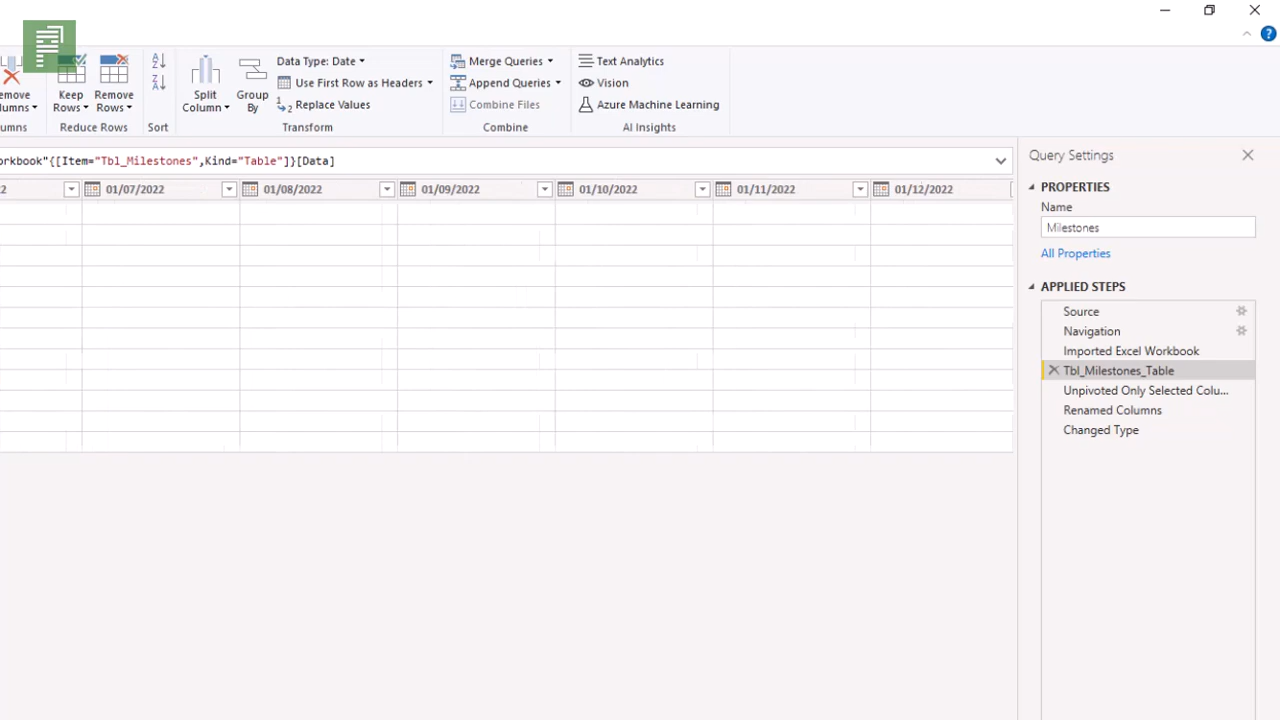 ?
emove
lumns
Keep
Rows
Remove
Rows
Split
Column
Group
By
Data Type: Date
Use First Row as Headers
Replace Values
Merge Queries
Append Queries
Combine Files
Text Analytics
Vision
Azure Machine Learning
umns
Reduce Rows
Sort
Transform
Combine
AI Insights
orkbook"{[Item="Tbl_Milestones",Kind="Table"]}[Data]
2
01/07/2022
01/08/2022
01/09/2022
01/10/2022
01/11/2022
01/12/2022
Query Settings
PROPERTIES
Name
Milestones
All Properties
APPLIED STEPS
Source
Navigation
Imported Excel Workbook
Tbl_Milestones_Table
Unpivoted Only Selected Colu...
Renamed Columns
Changed Type